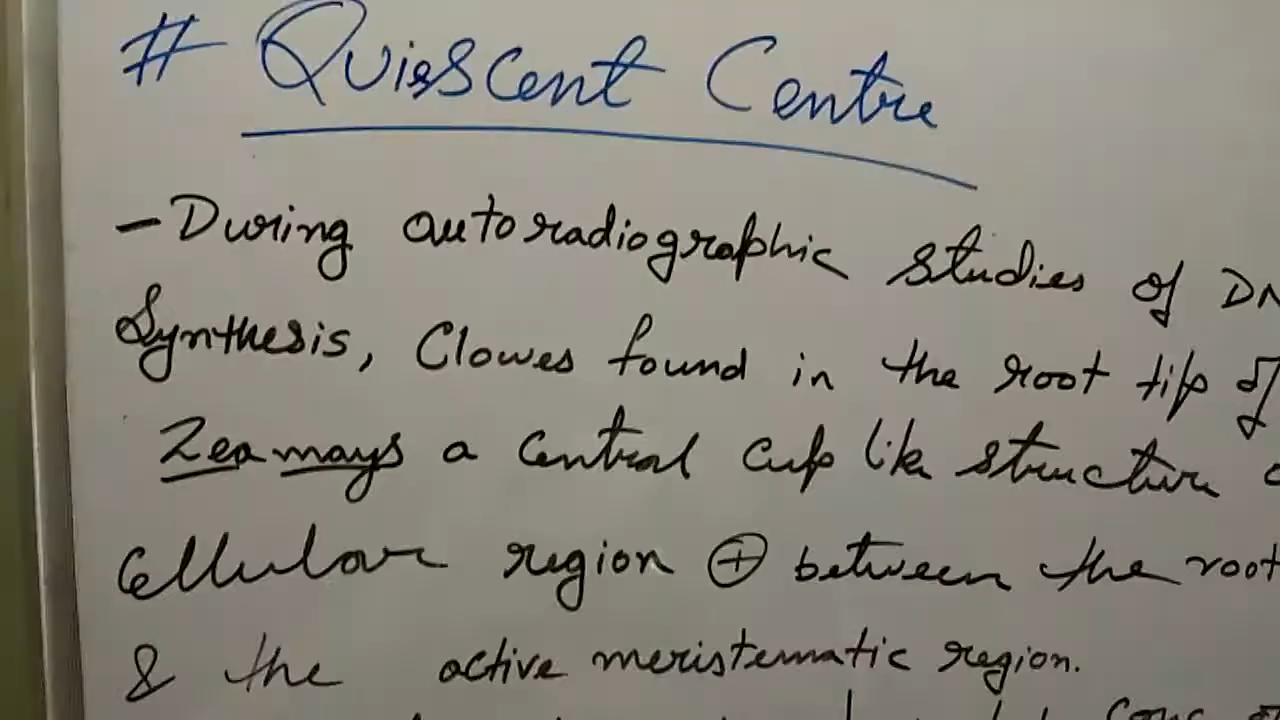 # Quiescent Centre
- During autoradiographic studies of DN
Synthesis, Clowes found in the root tip of
Zea mays a central cup like structure
Cellular region ⊕ between the root
& the active meristematic region.